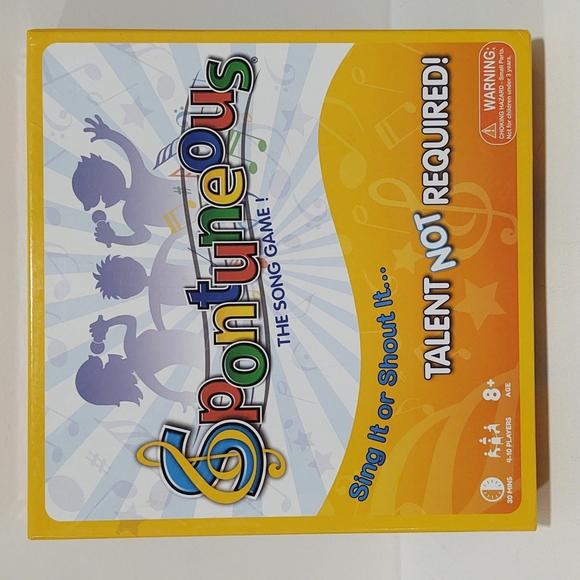 Spontuneous®
THE SONG GAME!
Sing It or Shout It...
TALENT NOT REQUIRED!
30 MINS
4-10 PLAYERS
8+
AGE
WARNING:
CHOKING HAZARD - Small Parts.
Not for children under 3 years.